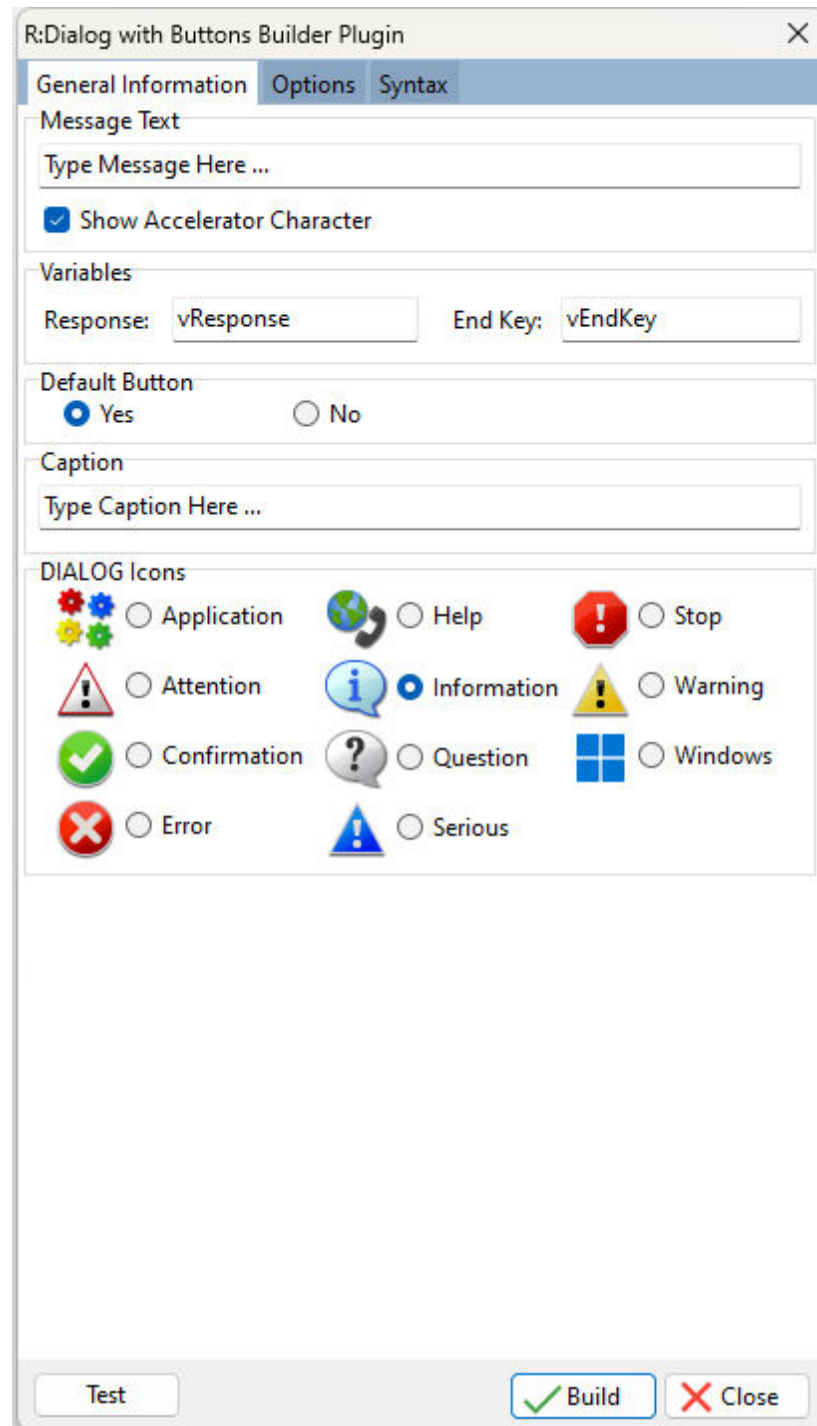 R:Dialog with Buttons Builder Plugin
General Information Options Syntax
Message Text
Type Message Here ...
Show Accelerator Character
Variables
Response: vResponse End Key: vEndKey
Default Button
Yes No
Caption
Type Caption Here ...
DIALOG Icons
Application Help Stop
Attention Information Warning
Confirmation Question Windows
Error Serious
Test Build Close